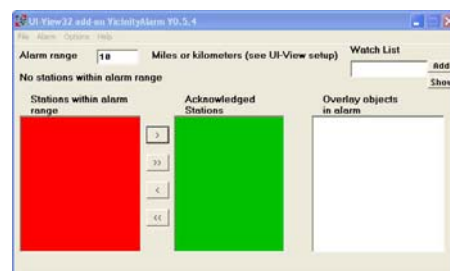 UI-View32 add-on VicinityAlarm V0.5.4
File Alarm Options Help
Alarm range 10 Miles or kilometers (see UI-View setup) Watch List
Add
No stations within alarm range
Show
Stations within alarm range
Acknowledged Stations
Overlay objects in alarm
>
>>
<
<<